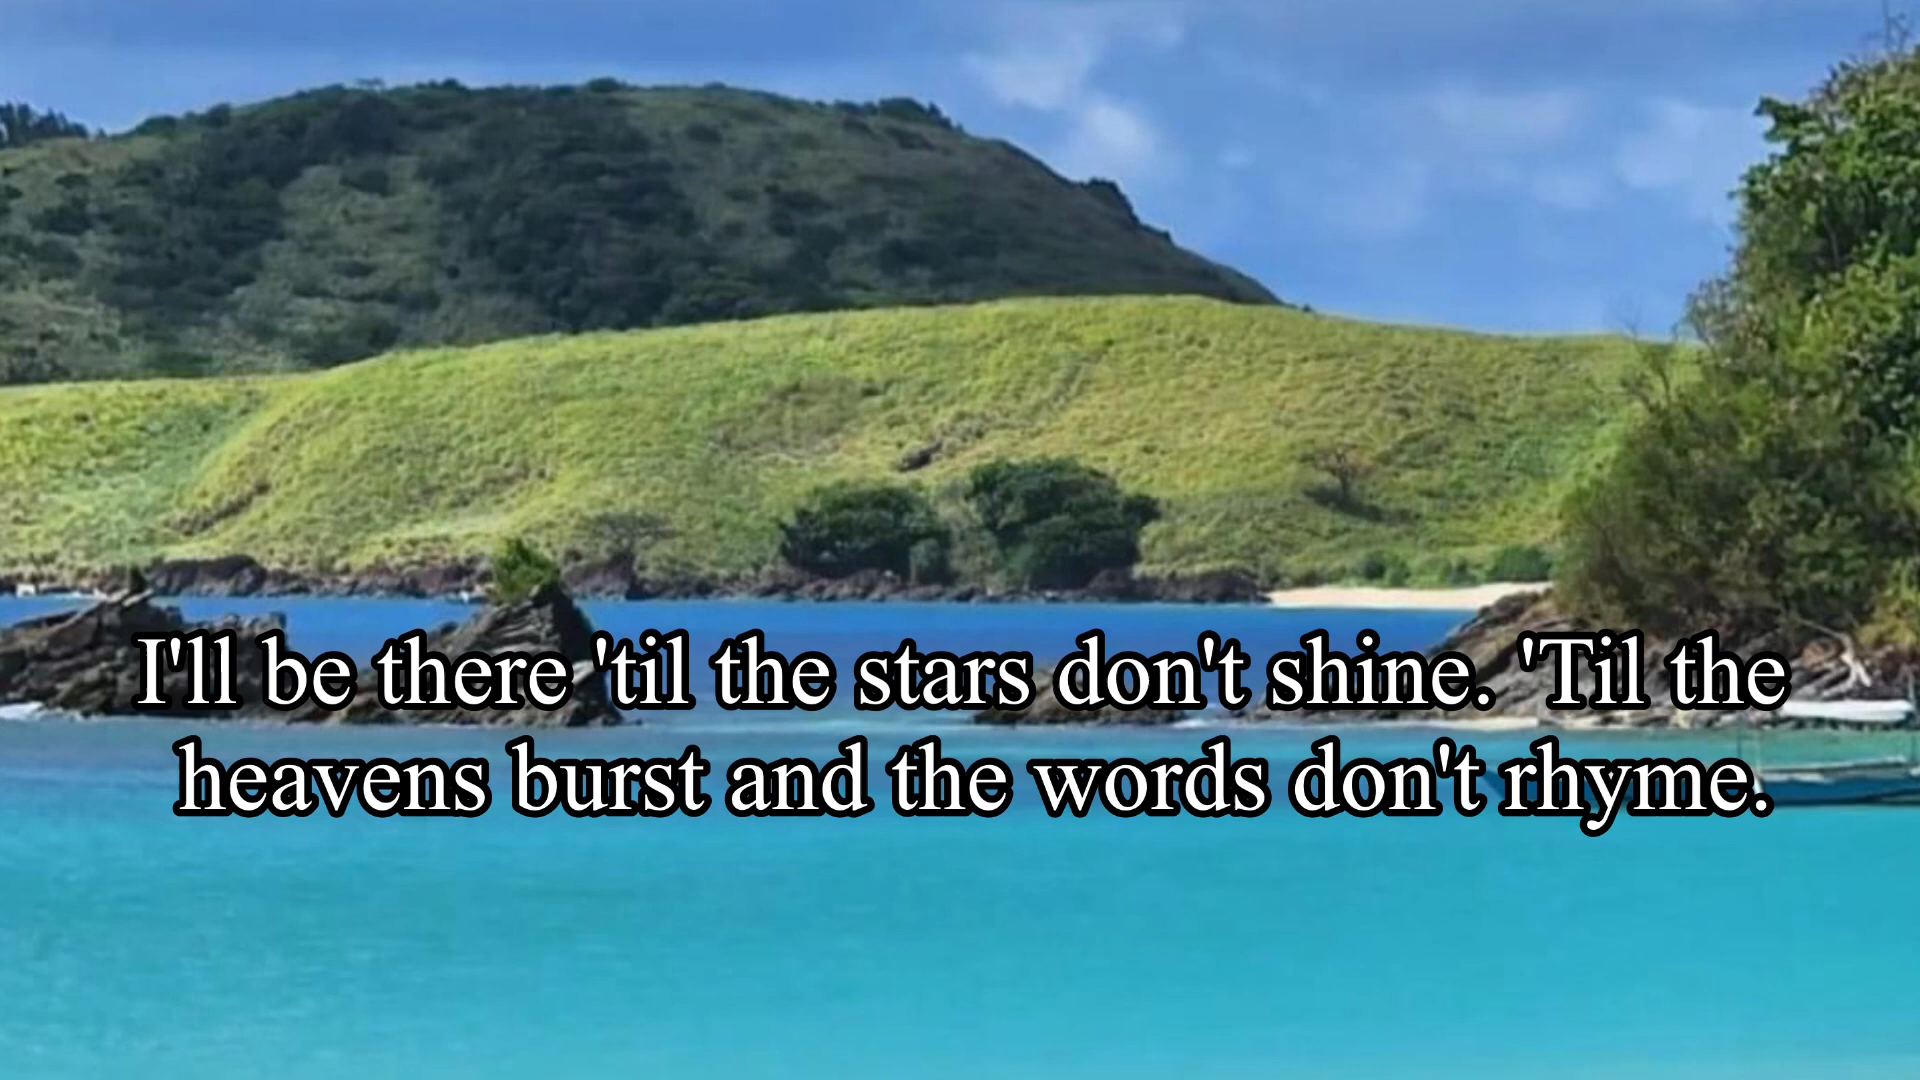 I'll be there 'til the stars don't shine. 'Til the
heavens burst and the words don't rhyme.